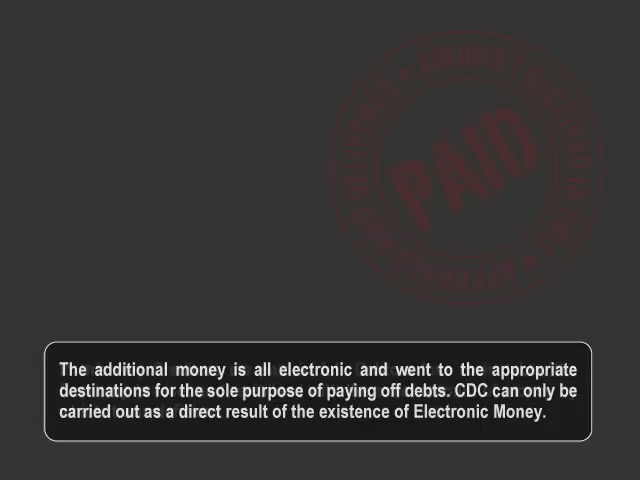 PAID
The additional money is all electronic and went to the appropriate
destinations for the sole purpose of paying off debts. CDC can only be
carried out as a direct result of the existence of Electronic Money.